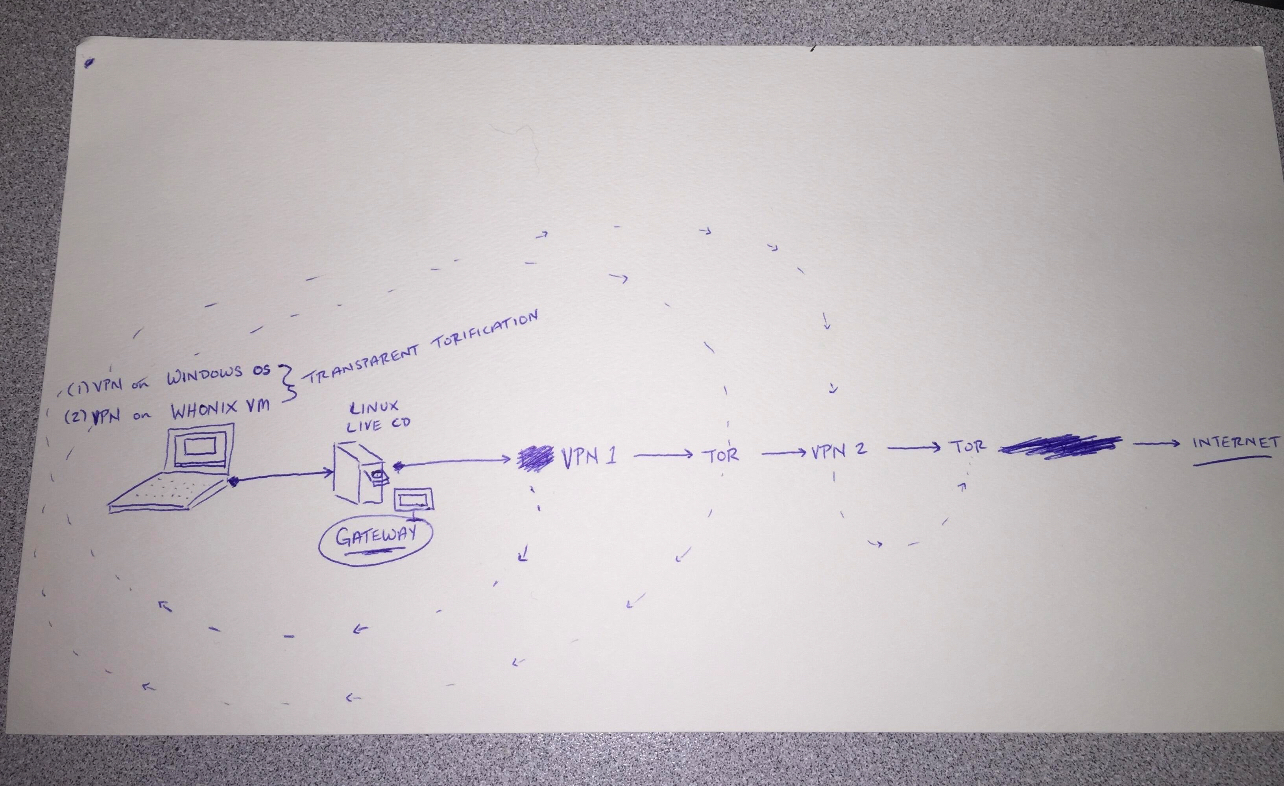 (1) VPN on WINDOWS OS
(2) VPN on WHONIX VM
TRANSPARENT TORIFICATION
LINUX
LIVE CD
GATEWAY
VPN 1
TOR
VPN 2
TOR
INTERNET